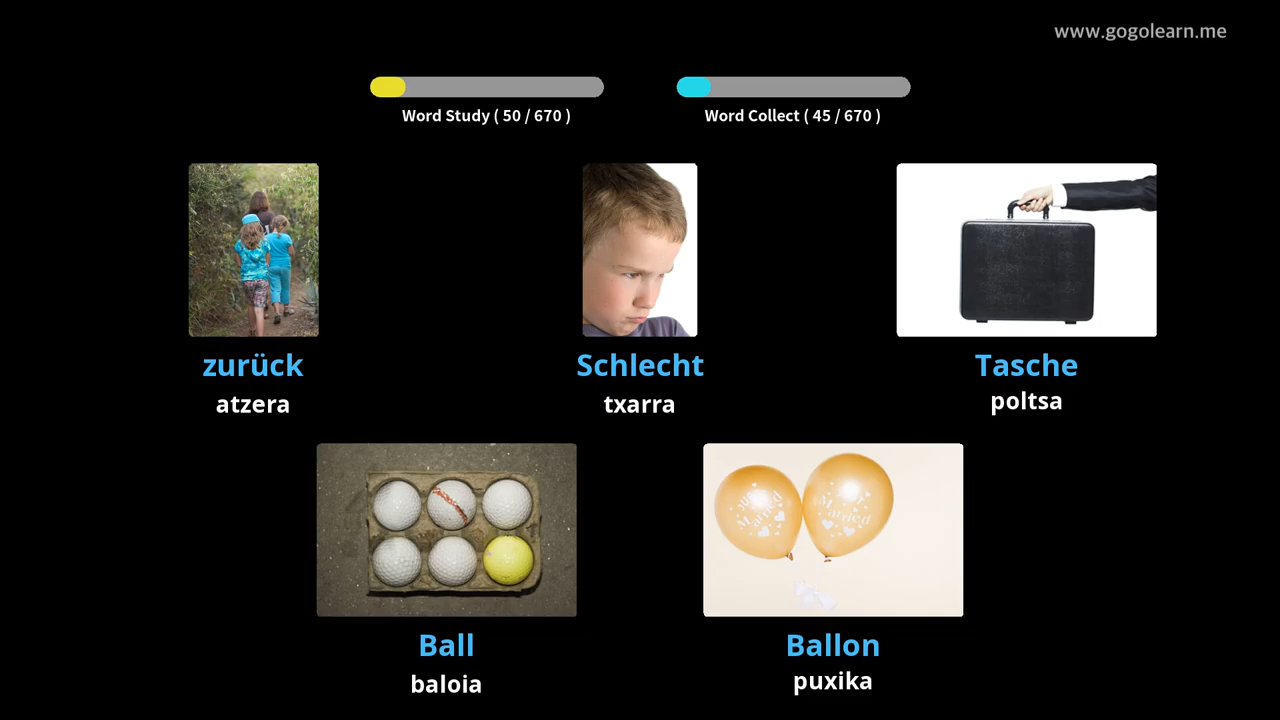 www.gogolearn.me
Word Study ( 50 / 670 )
Word Collect ( 45 / 670 )
zurück
atzera
Schlecht
txarra
Tasche
poltsa
Ball
baloia
Ballon
puxika